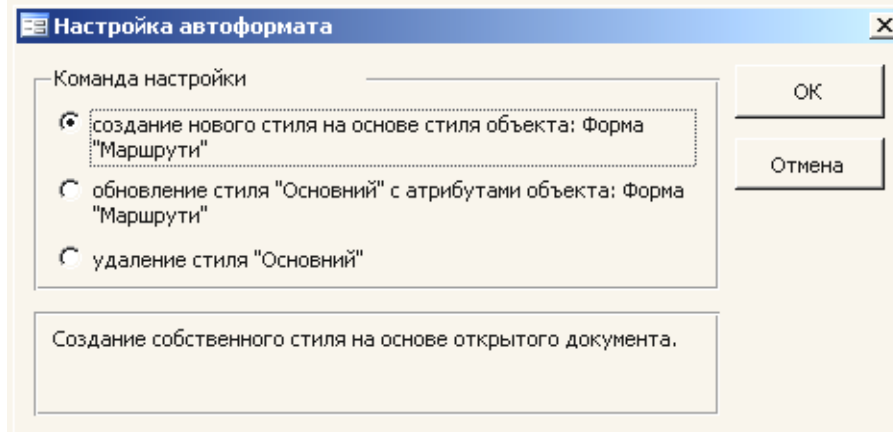 Настройка автоформата
Команда настройки
создание нового стиля на основе стиля объекта: Форма
"Маршрути"
обновление стиля "Основний" с атрибутами объекта: Форма
"Маршрути"
удаление стиля "Основний"
Создание собственного стиля на основе открытого документа.
ОК
Отмена